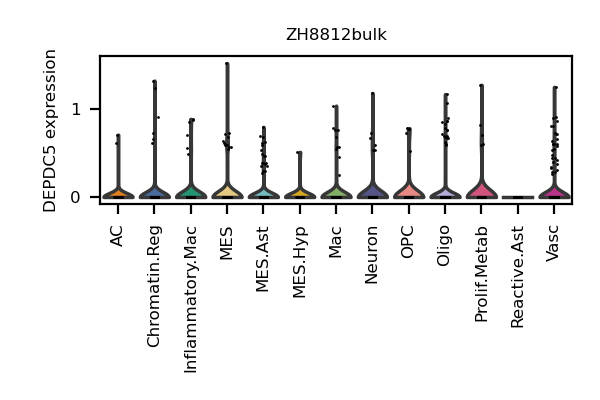 ZH8812bulk
DEPDC5 expression
1
0
AC
Chromatin.Reg
Inflammatory.Mac
MES
MES.Ast
MES.Hyp
Mac
Neuron
OPC
Oligo
Prolif.Metab
Reactive.Ast
Vasc